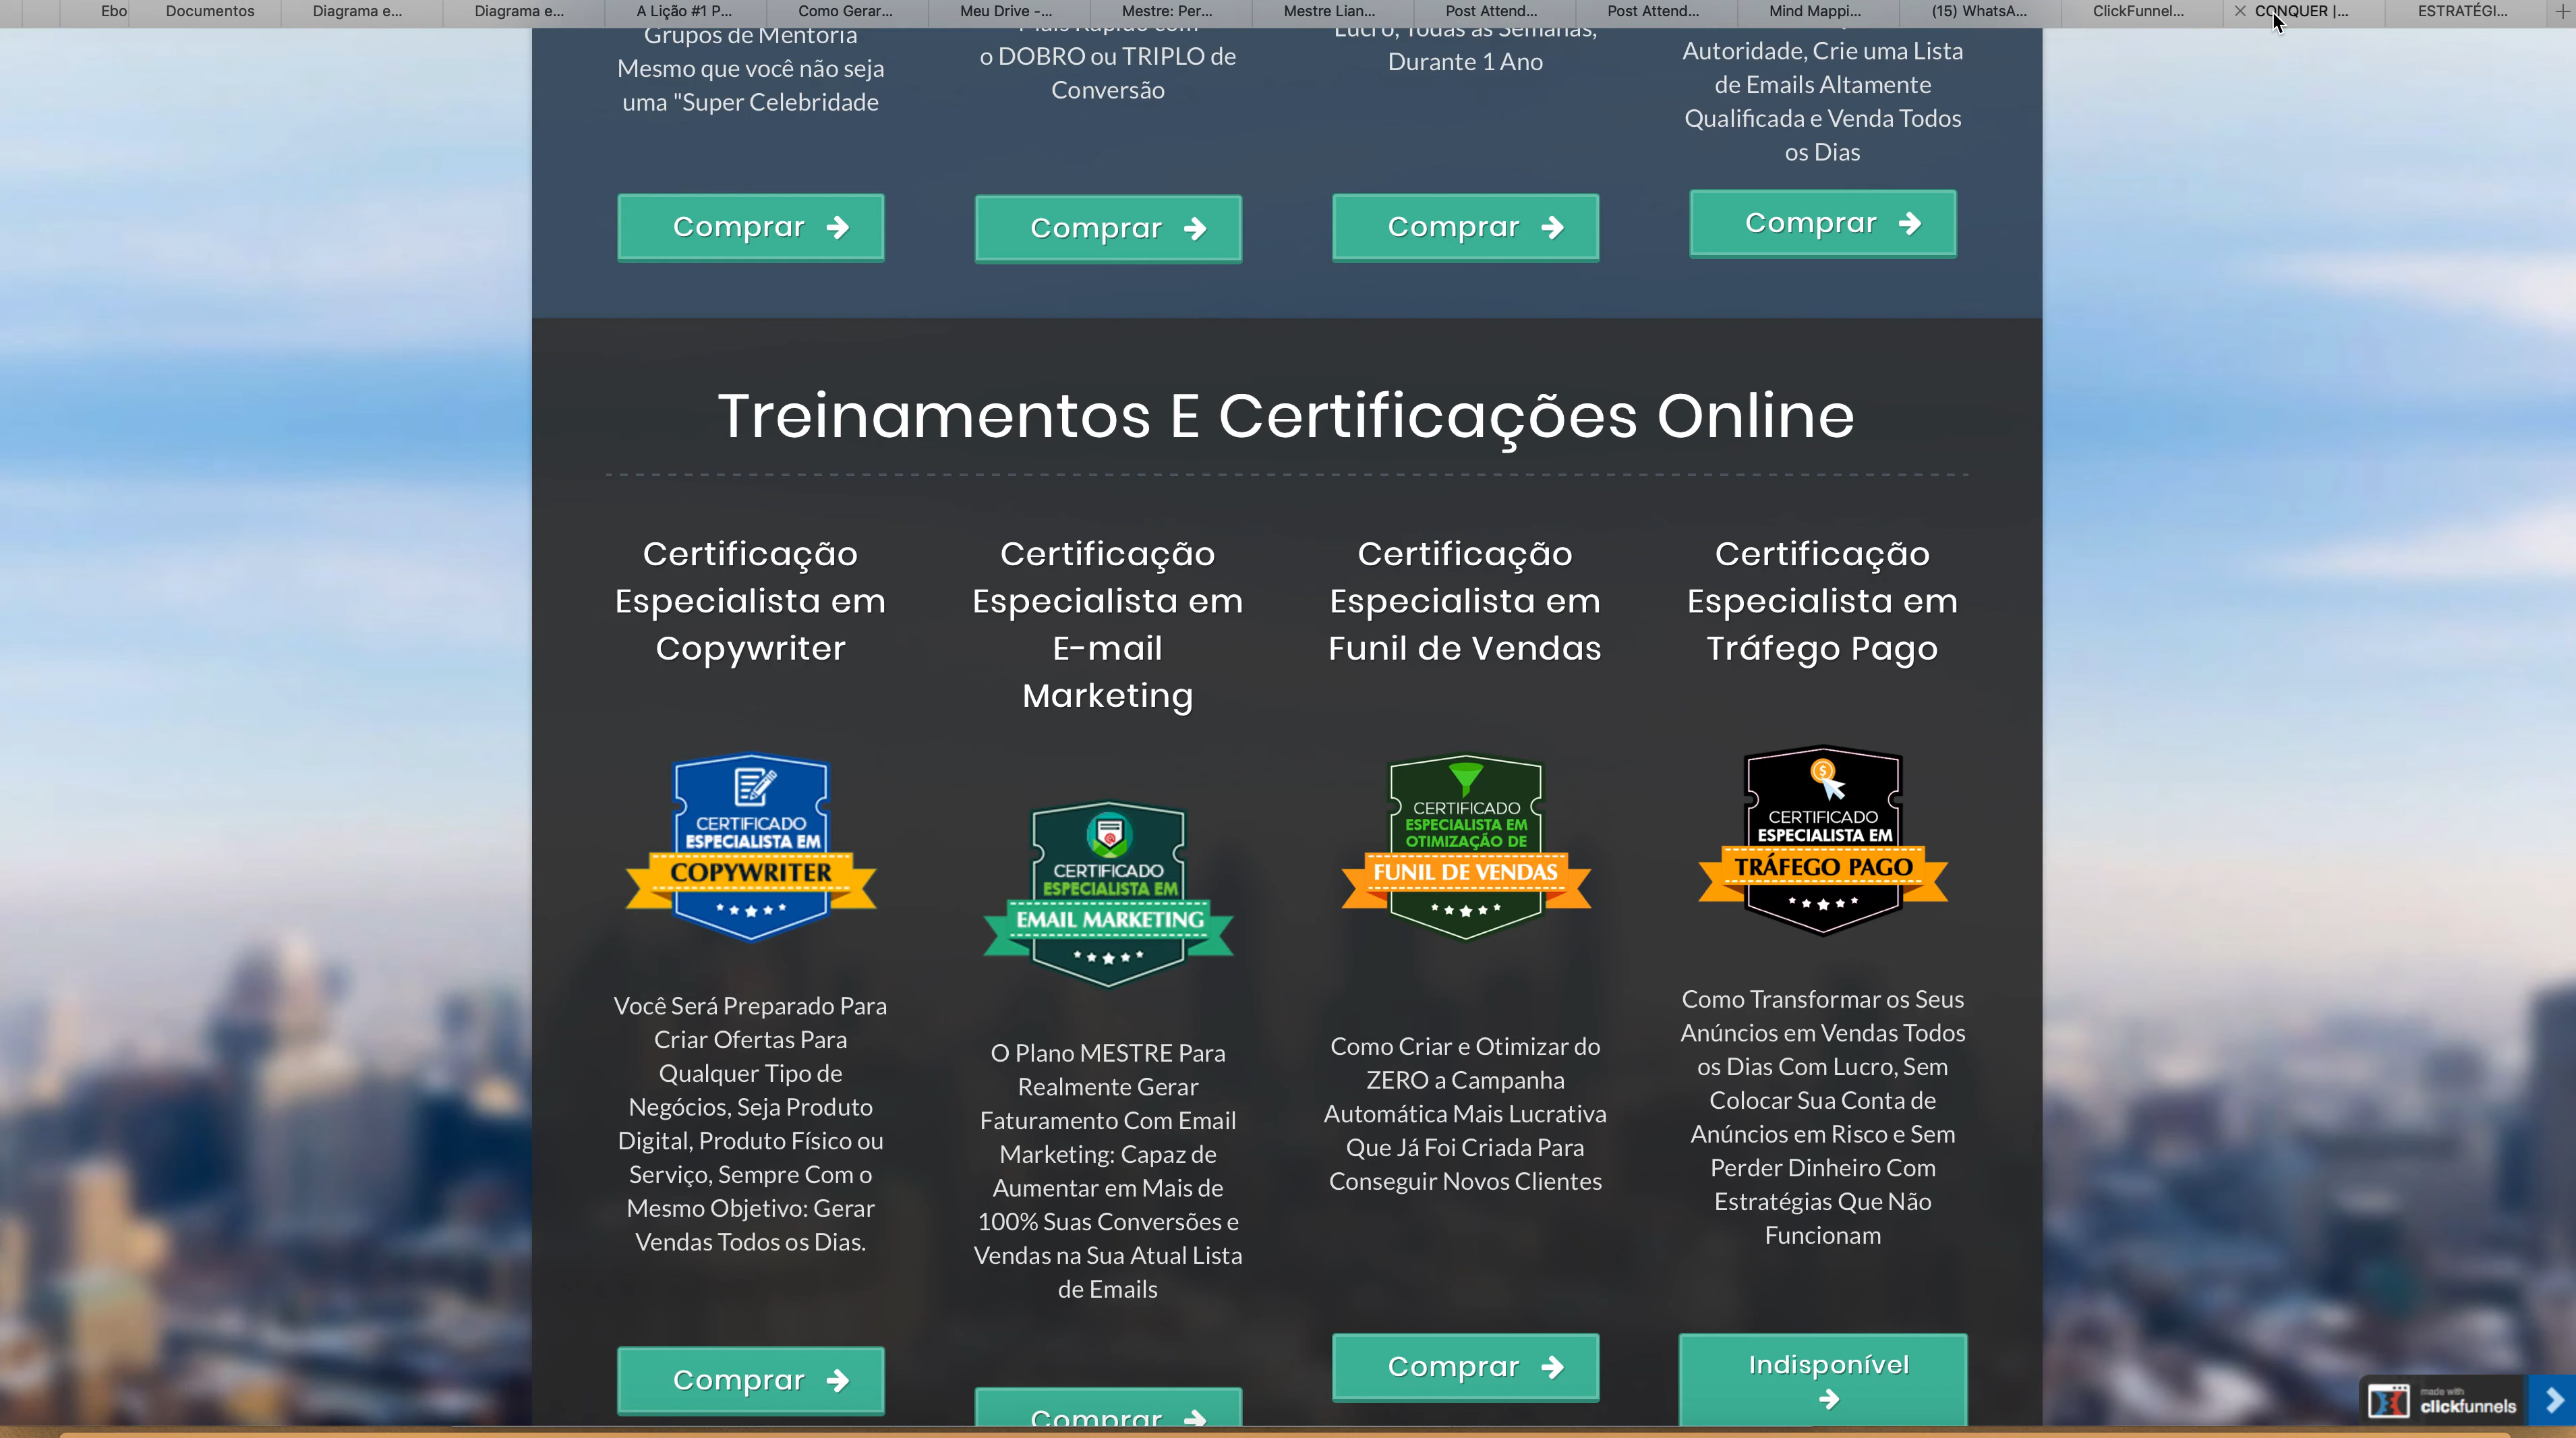 Ebo
Documentos
Diagrama e...
Diagrama e...
A Lição #1 P...
Como Gerar...
Meu Drive -...
Mestre: Per...
Mestre Lian...
Post Attend...
Post Attend...
Mind Mappi...
(15) WhatsA...
ClickFunnel...
CONQUER |...
ESTRATÉGI...
Grupos de Mentoria
Mesmo que você não seja
uma "Super Celebridade
Mais Rápido com
o DOBRO ou TRIPLO de
Conversão
Lucro, Todas as Semanas,
Durante 1 Ano
Autoridade, Crie uma Lista
de Emails Altamente
Qualificada e Venda Todos
os Dias
Comprar
Comprar
Comprar
Comprar
Treinamentos E Certificações Online
Certificação
Especialista em
Copywriter
Certificação
Especialista em
E-mail
Marketing
Certificação
Especialista em
Funil de Vendas
Certificação
Especialista em
Tráfego Pago
CERTIFICADO
ESPECIALISTA EM
COPYWRITER
CERTIFICADO
ESPECIALISTA EM
EMAIL MARKETING
CERTIFICADO
ESPECIALISTA EM
OTIMIZAÇÃO DE
FUNIL DE VENDAS
CERTIFICADO
ESPECIALISTA EM
TRÁFEGO PAGO
Você Será Preparado Para
Criar Ofertas Para
Qualquer Tipo de
Negócios, Seja Produto
Digital, Produto Físico ou
Serviço, Sempre Com o
Mesmo Objetivo: Gerar
Vendas Todos os Dias.
O Plano MESTRE Para
Realmente Gerar
Faturamento Com Email
Marketing: Capaz de
Aumentar em Mais de
100% Suas Conversões e
Vendas na Sua Atual Lista
de Emails
Como Criar e Otimizar do
ZERO a Campanha
Automática Mais Lucrativa
Que Já Foi Criada Para
Conseguir Novos Clientes
Como Transformar os Seus
Anúncios em Vendas Todos
os Dias Com Lucro, Sem
Colocar Sua Conta de
Anúncios em Risco e Sem
Perder Dinheiro Com
Estratégias Que Não
Funcionam
Comprar
Comprar
Comprar
Indisponível
made with
clickfunnels